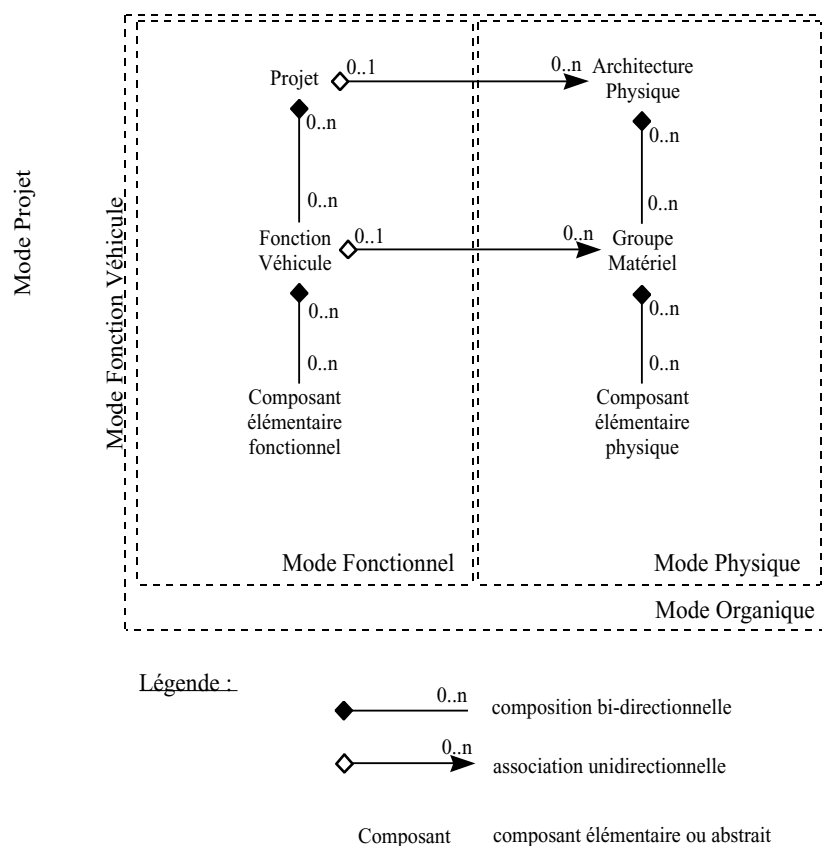 0..1
0..n
Projet
Architecture
Physique
0..n
0..n
0..n
0..n
Mode Projet
Mode Fonction Véhicule
Fonction
Véhicule
0..1
0..n
Groupe
Matériel
0..n
0..n
0..n
0..n
Composant
élémentaire
fonctionnel
Composant
élémentaire
physique
Mode Fonctionnel
Mode Physique
Mode Organique
Légende :
0..n
composition bi-directionnelle
0..n
association unidirectionnelle
Composant
composant élémentaire ou abstrait